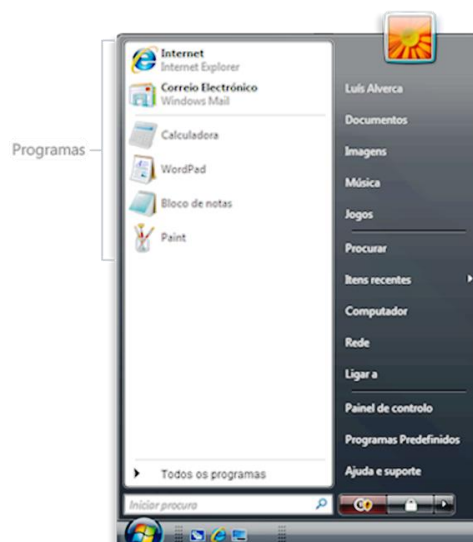 Programas
Internet
Internet Explorer
Correio Electrónico
Windows Mail
Calculadora
WordPad
Bloco de notas
Paint
Todos os programas
Iniciar procura
Luís Alverca
Documentos
Imagens
Música
Jogos
Procurar
Itens recentes
Computador
Rede
Ligar a
Painel de controlo
Programas Predefinidos
Ajuda e suporte